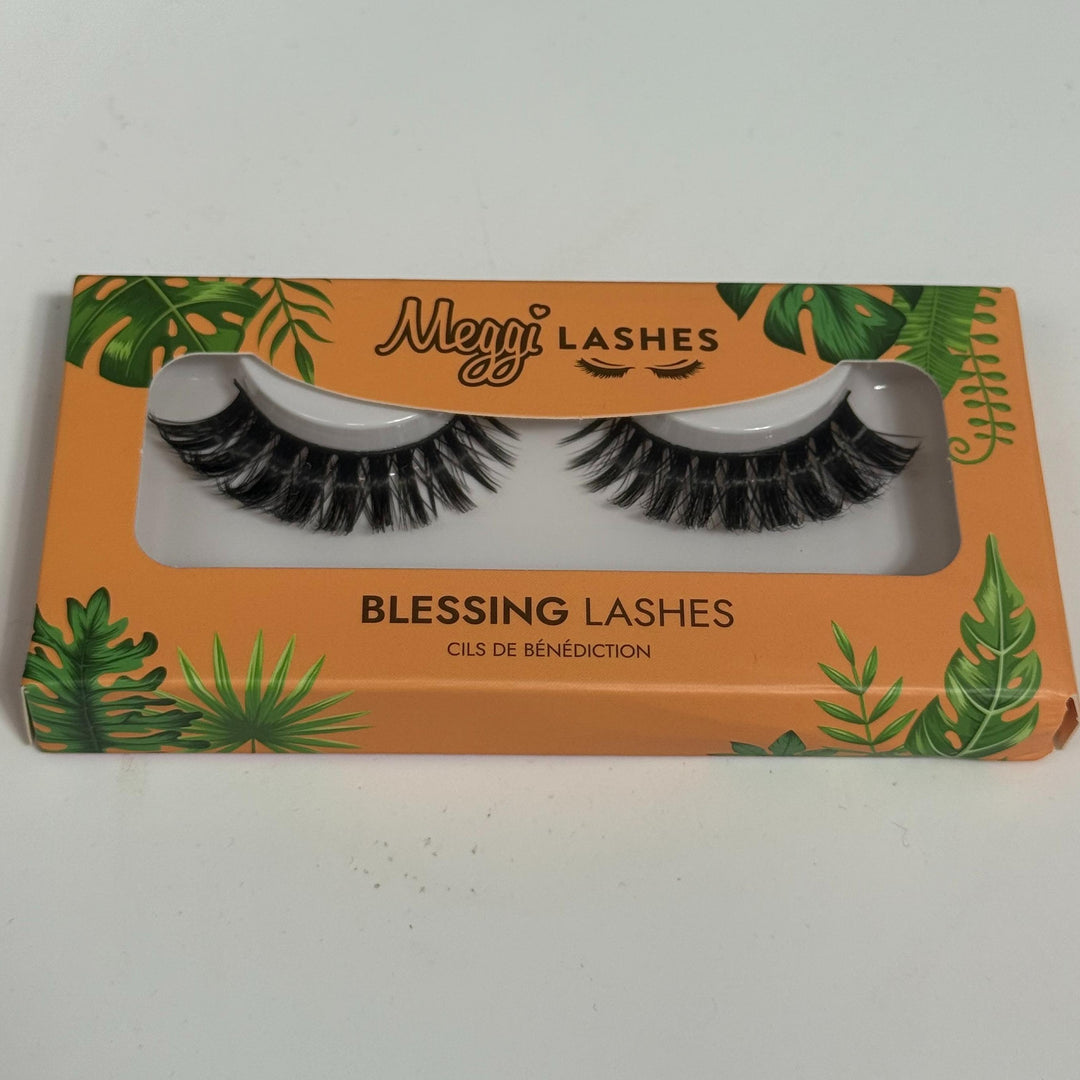 Meggi LASHES
BLESSING LASHES
CILS DE BÉNÉDICTION